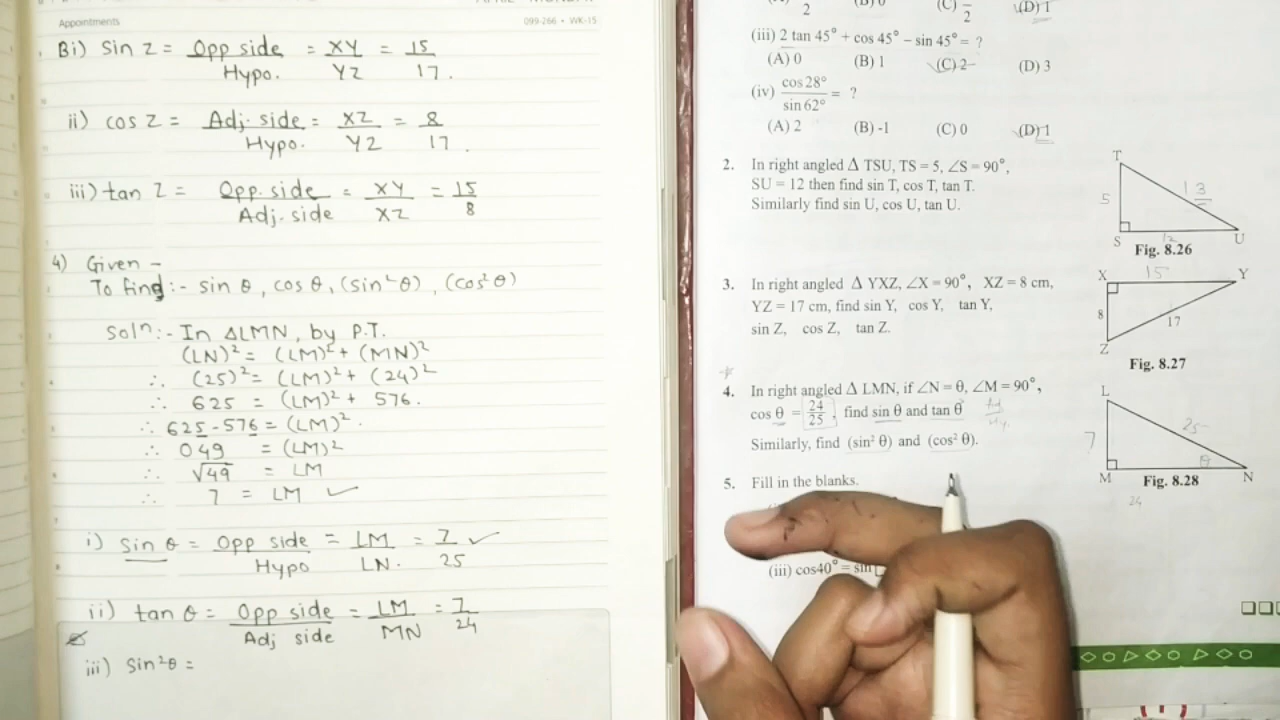 Appointments
099-266 • WK-15
Bi) Sin Z = Opp side / Hypo. = XY / YZ = 15 / 17.
ii) cos Z = Adj. side / Hypo. = XZ / YZ = 8 / 17.
iii) tan Z = Opp. side / Adj. side = XY / XZ = 15 / 8
4) Given -
To find :- sin θ, cos θ, (sin²θ), (cos²θ)
Soln :- In ΔLMN, by P.T.
(LN)² = (LM)² + (MN)²
∴ (25)² = (LM)² + (24)²
∴ 625 = (LM)² + 576.
∴ 625-576 = (LM)².
∴ 049 = (LM)²
∴ √49 = LM
∴ 7 = LM ✓
i) Sin θ = Opp side / Hypo = LM / LN. = 7 / 25 ✓
ii) tan θ = Opp side / Adj side = LM / MN = 7 / 24
iii) Sin²θ =
2 (B) 0 (C) 2 (D) 1
(iii) 2 tan 45° + cos 45° – sin 45° = ?
(A) 0 (B) 1 (C) 2 (D) 3
(iv) cos 28° / sin 62° = ?
(A) 2 (B) -1 (C) 0 (D) 1
2. In right angled Δ TSU, TS = 5, ∠S = 90°,
SU = 12 then find sin T, cos T, tan T.
Similarly find sin U, cos U, tan U.
T
5 13
S 12 U
Fig. 8.26
3. In right angled Δ YXZ, ∠X = 90°, XZ = 8 cm,
YZ = 17 cm, find sin Y, cos Y, tan Y,
sin Z, cos Z, tan Z.
X 15 Y
8 17
Z
Fig. 8.27
4. In right angled Δ LMN, if ∠N = θ, ∠M = 90°,
cos θ = 24 / 25, find sin θ and tan θ
Similarly, find (sin² θ) and (cos² θ).
L
7 25
θ
M Fig. 8.28 N
24
5. Fill in the blanks.
(iii) cos40° = sin